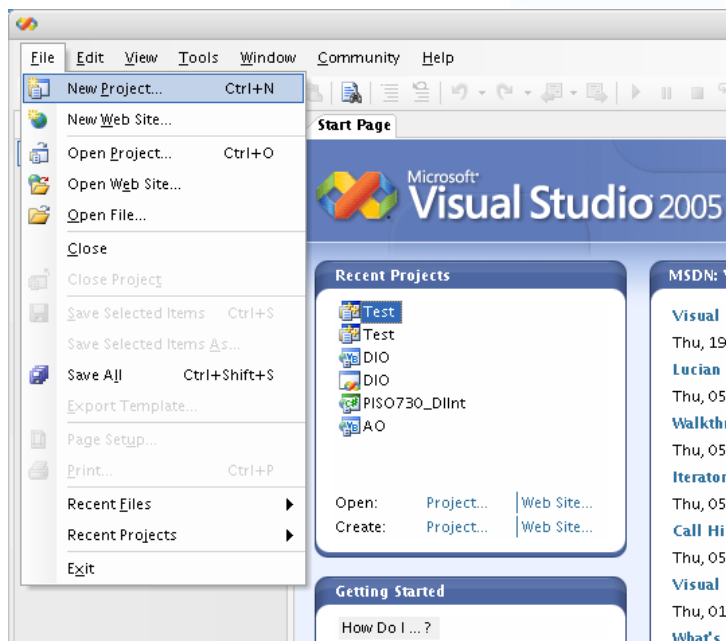 File Edit View Tools Window Community Help
New Project... Ctrl+N
New Web Site...
Open Project... Ctrl+O
Open Web Site...
Open File...
Close
Close Project
Save Selected Items Ctrl+S
Save Selected Items As...
Save All Ctrl+Shift+S
Export Template...
Page Setup...
Print... Ctrl+P
Recent Files
Recent Projects
Exit
Start Page
Microsoft
Visual Studio 2005
Recent Projects
Test
Test
DIO
DIO
PISO730_DllInt
AO
Open: Project... Web Site...
Create: Project... Web Site...
Getting Started
How Do I ... ?
MSDN:
Visual
Thu, 19
Lucian
Thu, 05
Thu, 05
Thu, 05
Call Hi
Thu, 05
Visual
Thu, 01
What's